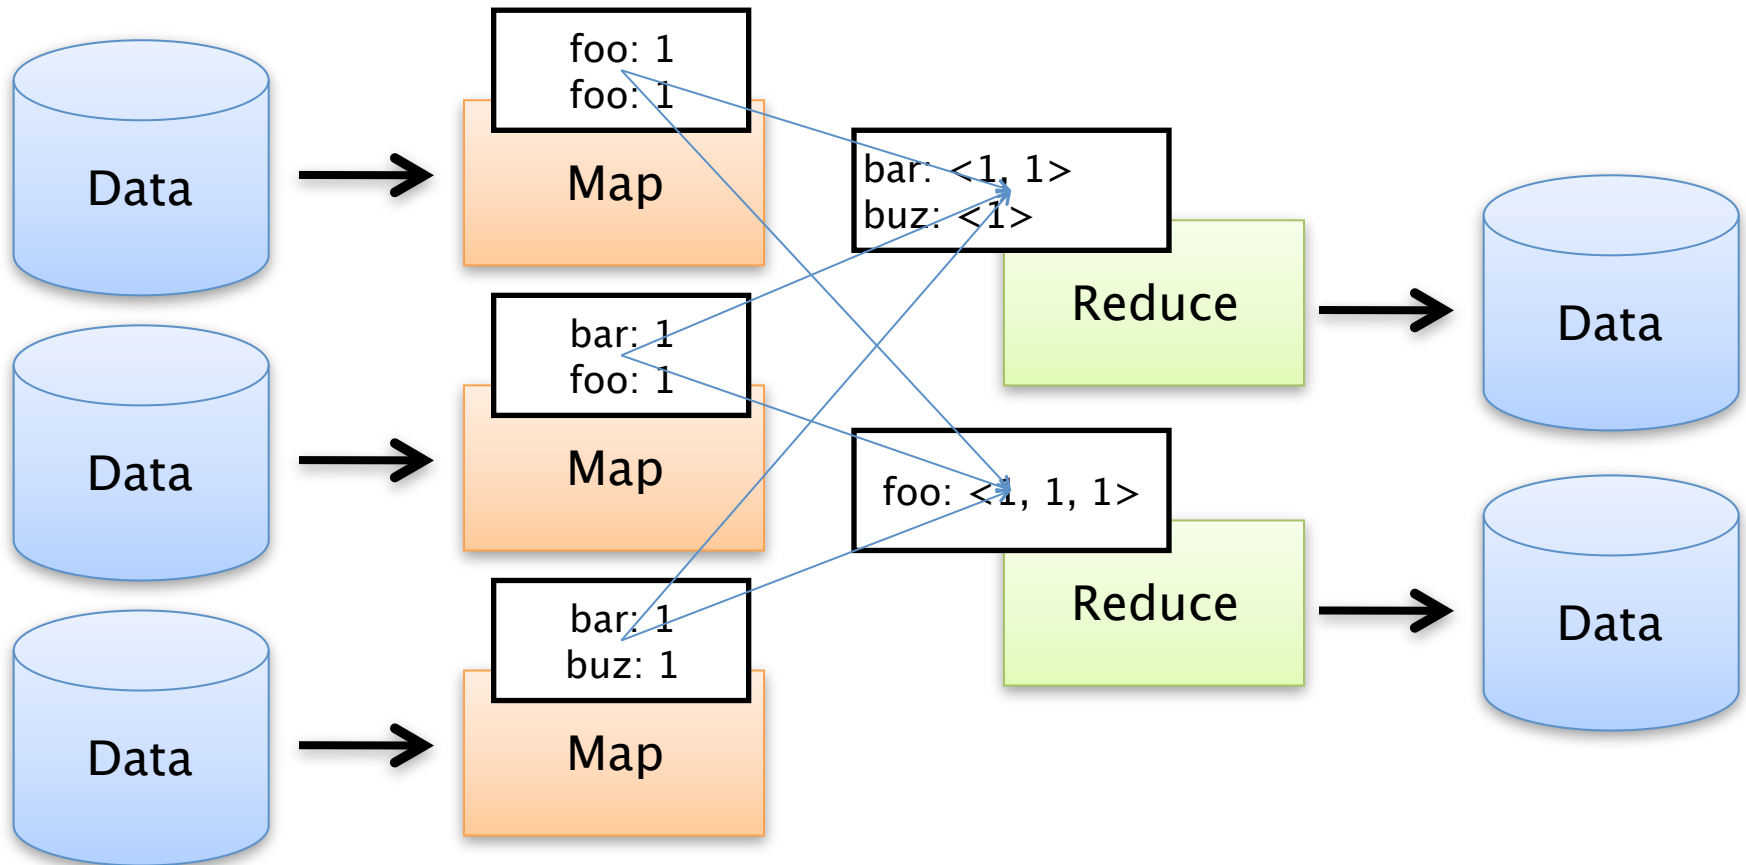 Data
foo: 1
foo: 1
Map
bar: <1, 1>
buz: <1>
Reduce
Data
Data
bar: 1
foo: 1
Map
foo: <1, 1, 1>
Reduce
Data
Data
bar: 1
buz: 1
Map